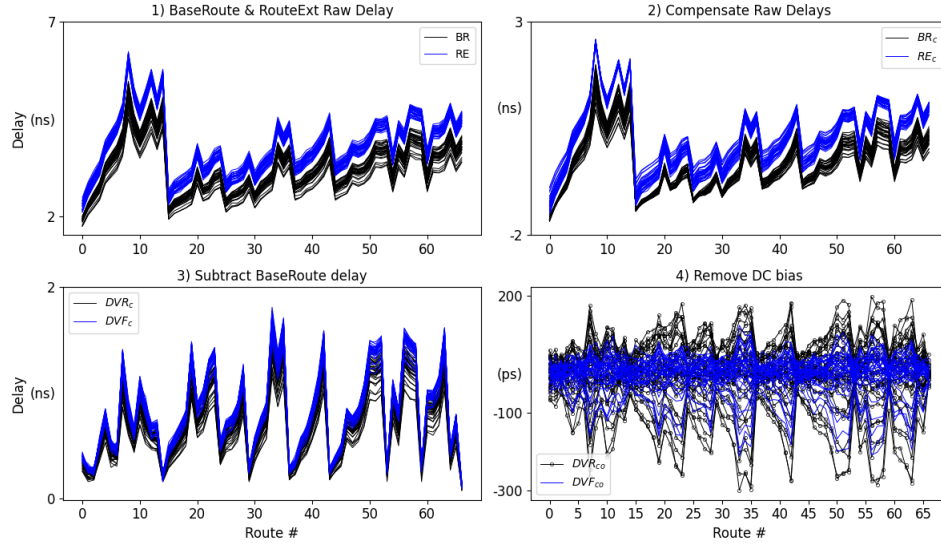 1) BaseRoute & RouteExt Raw Delay
7
(ns)
2
Delay
BR
RE
0 10 20 30 40 50 60
2) Compensate Raw Delays
3
(ns)
-2
BR_c
RE_c
0 10 20 30 40 50 60
3) Subtract BaseRoute delay
2
(ns)
0
Delay
DVR_c
DVF_c
0 10 20 30 40 50 60
Route #
4) Remove DC bias
200
(ps)
-100
-300
DVR_co
DVF_co
0 5 10 15 15 20 25 30 35 40 45 50 55 60 65
Route #